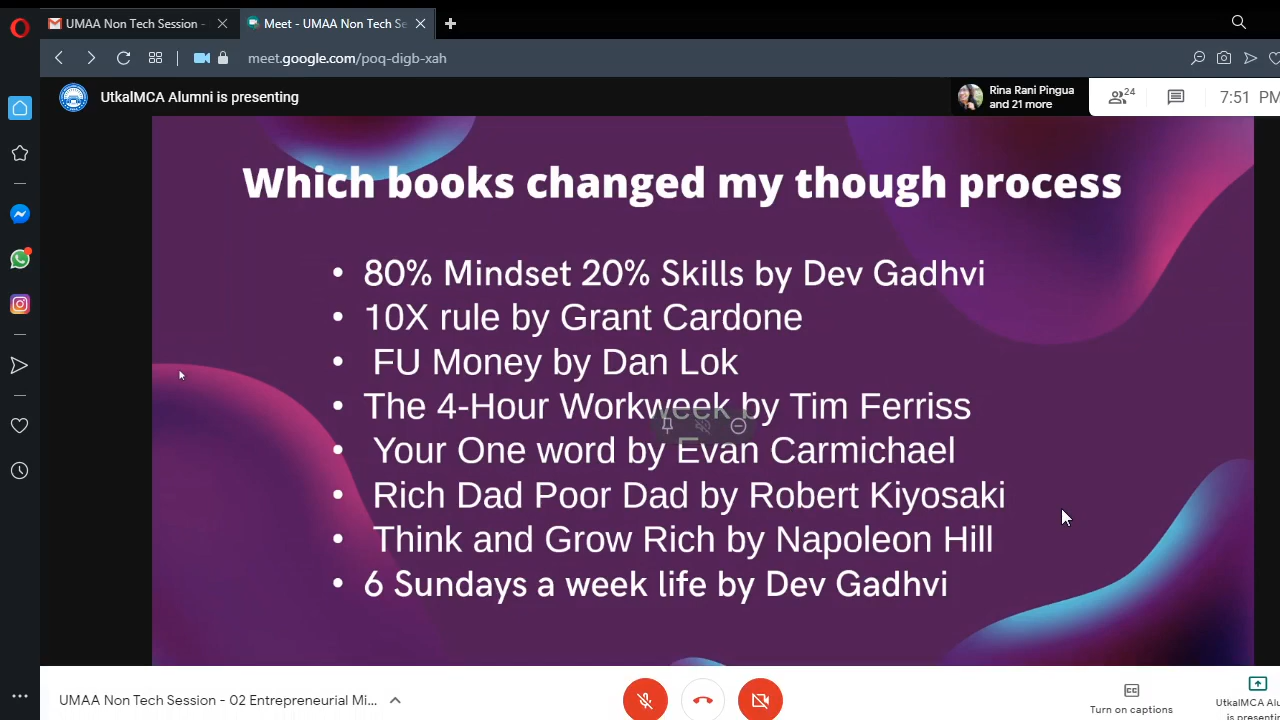 UMAA Non Tech Session -
Meet - UMAA Non Tech Se
meet.google.com/poq-digb-xah
UtkalMCA Alumni is presenting
Rina Rani Pingua
and 21 more
24
7:51 PM
Which books changed my though process
• 80% Mindset 20% Skills by Dev Gadhvi
• 10X rule by Grant Cardone
• FU Money by Dan Lok
• The 4-Hour Workweek by Tim Ferriss
• Your One word by Evan Carmichael
• Rich Dad Poor Dad by Robert Kiyosaki
• Think and Grow Rich by Napoleon Hill
• 6 Sundays a week life by Dev Gadhvi
UMAA Non Tech Session - 02 Entrepreneurial Mi...
Turn on captions
UtkalMCA Alu
is presenti